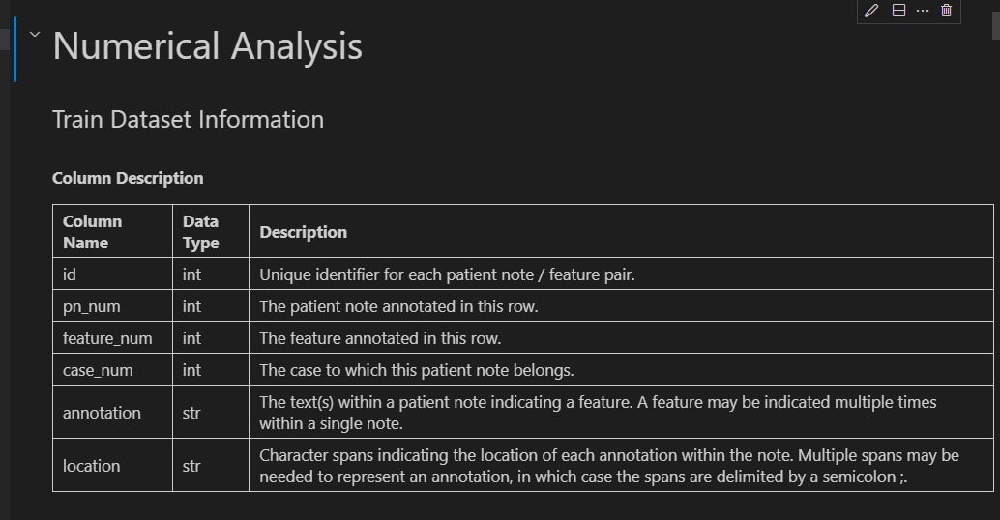 Numerical Analysis
Train Dataset Information
Column Description
Column Name Data Type Description
id int Unique identifier for each patient note / feature pair.
pn_num int The patient note annotated in this row.
feature_num int The feature annotated in this row.
case_num int The case to which this patient note belongs.
annotation str The text(s) within a patient note indicating a feature. A feature may be indicated multiple times
within a single note.
location str Character spans indicating the location of each annotation within the note. Multiple spans may be
needed to represent an annotation, in which case the spans are delimited by a semicolon ;.